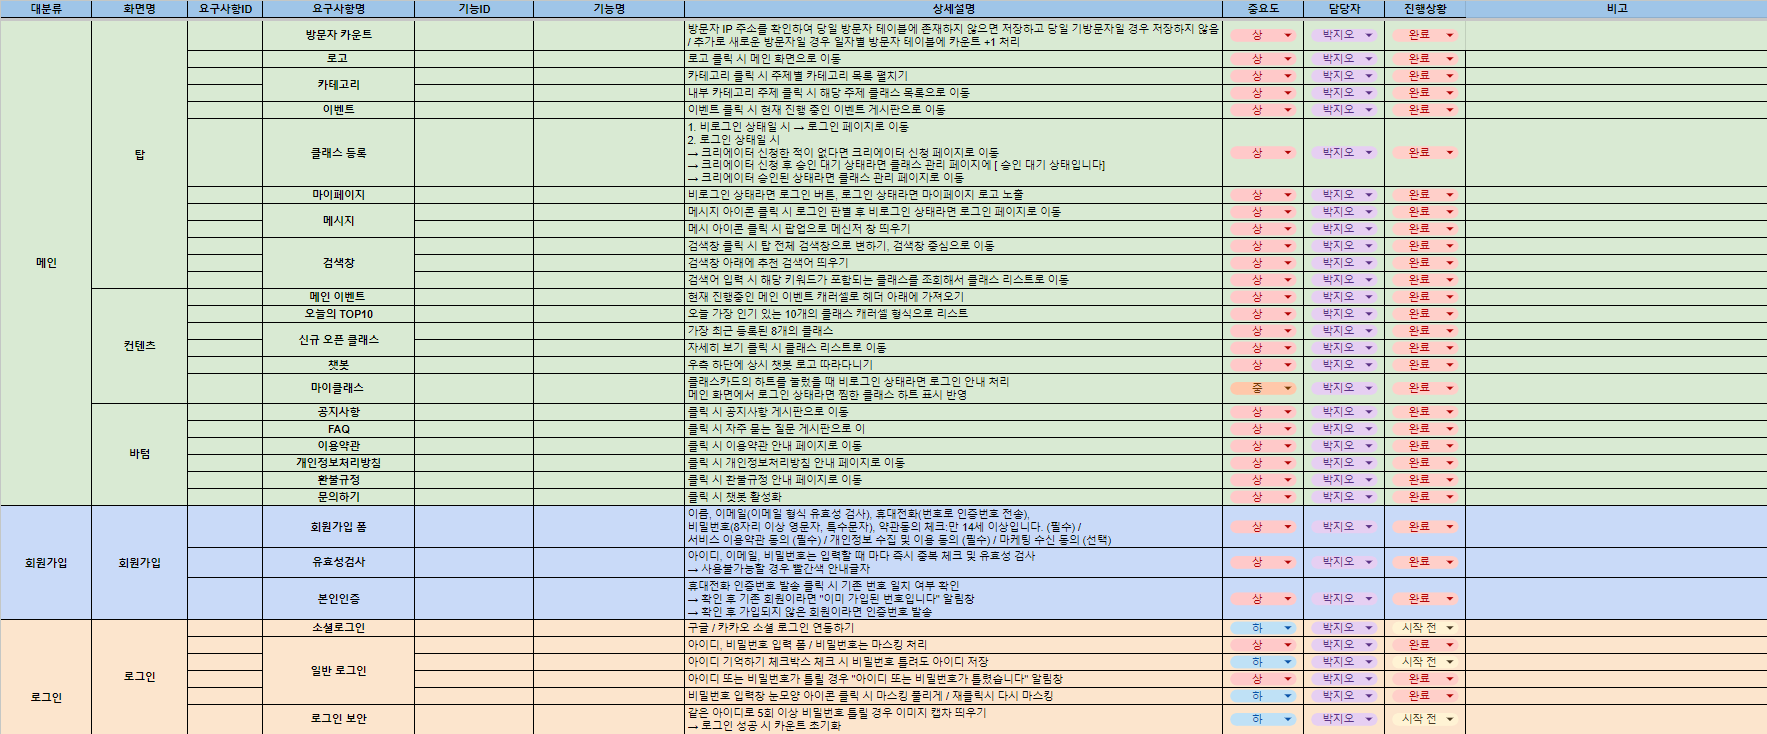 대분류 화면명 요구사항ID 요구사항명 기능ID 기능명 상세설명 중요도 담당자 진행상황 비고
메인
탑
방문자 카운트
방문자 IP 주소를 확인하여 당일 방문자 테이블에 존재하지 않으면 저장하고 당일 기방문자일 경우 저장하지 않음
/ 추가로 새로운 방문자일 경우 일자별 방문자 테이블에 카운트 +1 처리
상 박지오 완료
로고 로고 클릭 시 메인 화면으로 이동 상 박지오 완료
카테고리
카테고리 클릭 시 주제별 카테고리 목록 펼치기 상 박지오 완료
내부 카테고리 주제 클릭 시 해당 주제 클래스 목록으로 이동 상 박지오 완료
이벤트 이벤트 클릭 시 현재 진행 중인 이벤트 게시판으로 이동 상 박지오 완료
클래스 등록
1. 비로그인 상태일 시 → 로그인 페이지로 이동
2. 로그인 상태일 시
→ 크리에이터 신청한 적이 없다면 크리에이터 신청 페이지로 이동
→ 크리에이터 신청 후 승인 대기 상태라면 클래스 관리 페이지에 [ 승인 대기 상태입니다]
→ 크리에이터 승인된 상태라면 클래스 관리 페이지로 이동
상 박지오 완료
마이페이지 비로그인 상태라면 로그인 버튼, 로그인 상태라면 마이페이지 로고 노출 상 박지오 완료
메시지
메시지 아이콘 클릭 시 로그인 판별 후 비로그인 상태라면 로그인 페이지로 이동 상 박지오 완료
메시 아이콘 클릭 시 팝업으로 메신저 창 띄우기 상 박지오 완료
검색창
검색창 클릭 시 탑 전체 검색창으로 변하기, 검색창 중심으로 이동 상 박지오 완료
검색창 아래에 추천 검색어 띄우기 상 박지오 완료
검색어 입력 시 해당 키워드가 포함되는 클래스를 조회해서 클래스 리스트로 이동 상 박지오 완료
컨텐츠
메인 이벤트 현재 진행중인 메인 이벤트 캐러셀로 헤더 아래에 가져오기 상 박지오 완료
오늘의 TOP10 오늘 가장 인기 있는 10개의 클래스 캐러셀 형식으로 리스트 상 박지오 완료
신규 오픈 클래스
가장 최근 등록된 8개의 클래스 상 박지오 완료
자세히 보기 클릭 시 클래스 리스트로 이동 상 박지오 완료
챗봇 우측 하단에 상시 챗봇 로고 따라다니기 상 박지오 완료
마이클래스
클래스카드의 하트를 눌렀을 때 비로그인 상태라면 로그인 안내 처리
메인 화면에서 로그인 상태라면 찜한 클래스 하트 표시 반영
중 박지오 완료
바텀
공지사항 클릭 시 공지사항 게시판으로 이동 상 박지오 완료
FAQ 클릭 시 자주 묻는 질문 게시판으로 이 상 박지오 완료
이용약관 클릭 시 이용약관 안내 페이지로 이동 상 박지오 완료
개인정보처리방침 클릭 시 개인정보처리방침 안내 페이지로 이동 상 박지오 완료
환불규정 클릭 시 환불규정 안내 페이지로 이동 상 박지오 완료
문의하기 클릭 시 챗봇 활성화 상 박지오 완료
회원가입
회원가입
회원가입 폼
이름, 이메일(이메일 형식 유효성 검사), 휴대전화(번호로 인증번호 전송),
비밀번호(8자리 이상 영문자, 특수문자), 약관동의 체크:만 14세 이상입니다. (필수) /
서비스 이용약관 동의 (필수) / 개인정보 수집 및 이용 동의 (필수) / 마케팅 수신 동의 (선택)
상 박지오 완료
유효성검사
아이디, 이메일, 비밀번호는 입력할 때 마다 즉시 중복 체크 및 유효성 검사
→ 사용불가능할 경우 빨간색 안내글자
상 박지오 완료
본인인증
휴대전화 인증번호 발송 클릭 시 기존 번호 일치 여부 확인
→ 확인 후 기존 회원이라면 "이미 가입된 번호입니다" 알림창
→ 확인 후 가입되지 않은 회원이라면 인증번호 발송
상 박지오 완료
로그인
로그인
소셜로그인 구글 / 카카오 소셜 로그인 연동하기 하 박지오 시작 전
일반 로그인
아이디, 비밀번호 입력 폼 / 비밀번호는 마스킹 처리 상 박지오 완료
아이디 기억하기 체크박스 체크 시 비밀번호 틀려도 아이디 저장 하 박지오 시작 전
아이디 또는 비밀번호가 틀릴 경우 "아이디 또는 비밀번호가 틀렸습니다" 알림창 상 박지오 완료
비밀번호 입력창 눈모양 아이콘 클릭 시 마스킹 풀리게 / 재클릭시 다시 마스킹 하 박지오 완료
로그인 보안
같은 아이디로 5회 이상 비밀번호 틀릴 경우 이미지 캡차 띄우기
→ 로그인 성공 시 카운트 초기화
하 박지오 시작 전